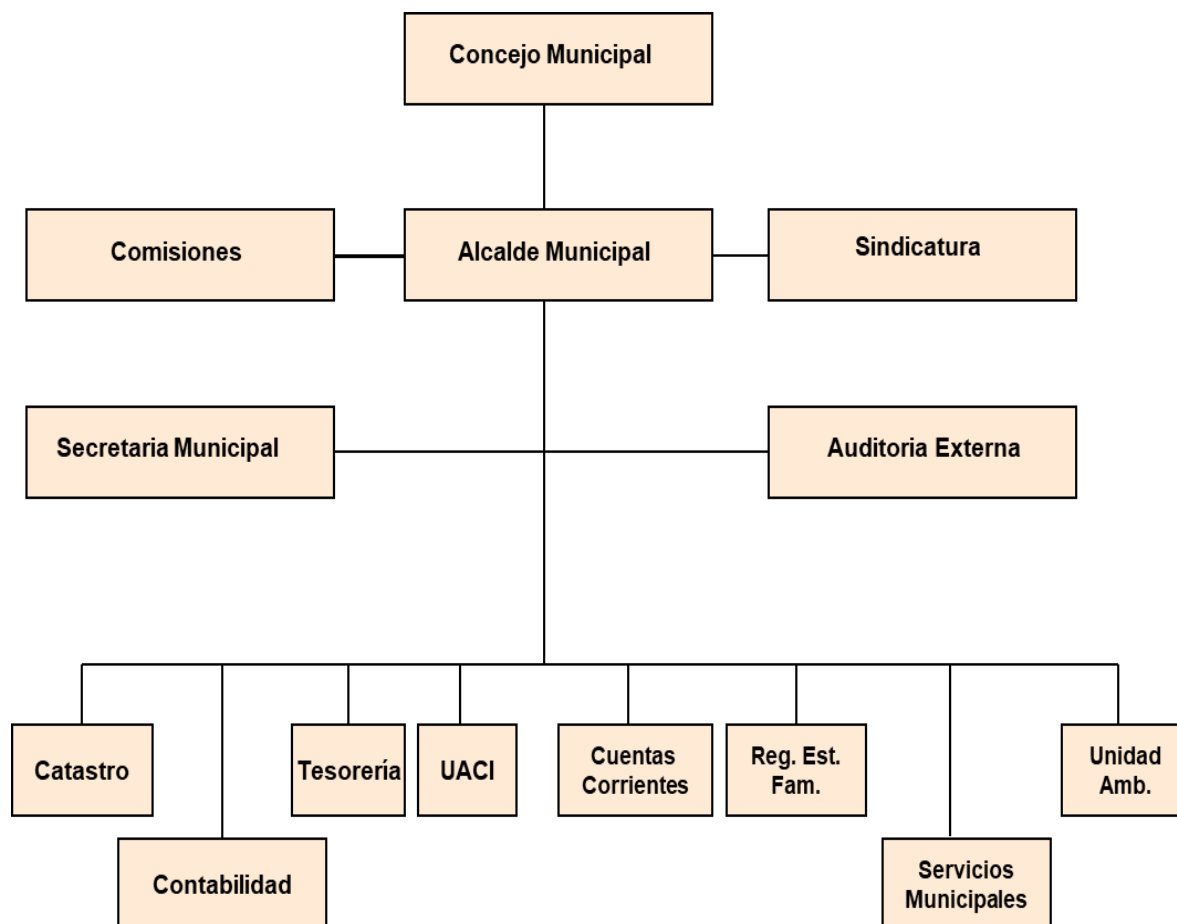 Concejo Municipal
Comisiones
Alcalde Municipal
Sindicatura
Secretaria Municipal
Auditoria Externa
Catastro
Tesorería
UACI
Cuentas
Corrientes
Reg. Est.
Fam.
Unidad
Amb.
Contabilidad
Servicios
Municipales